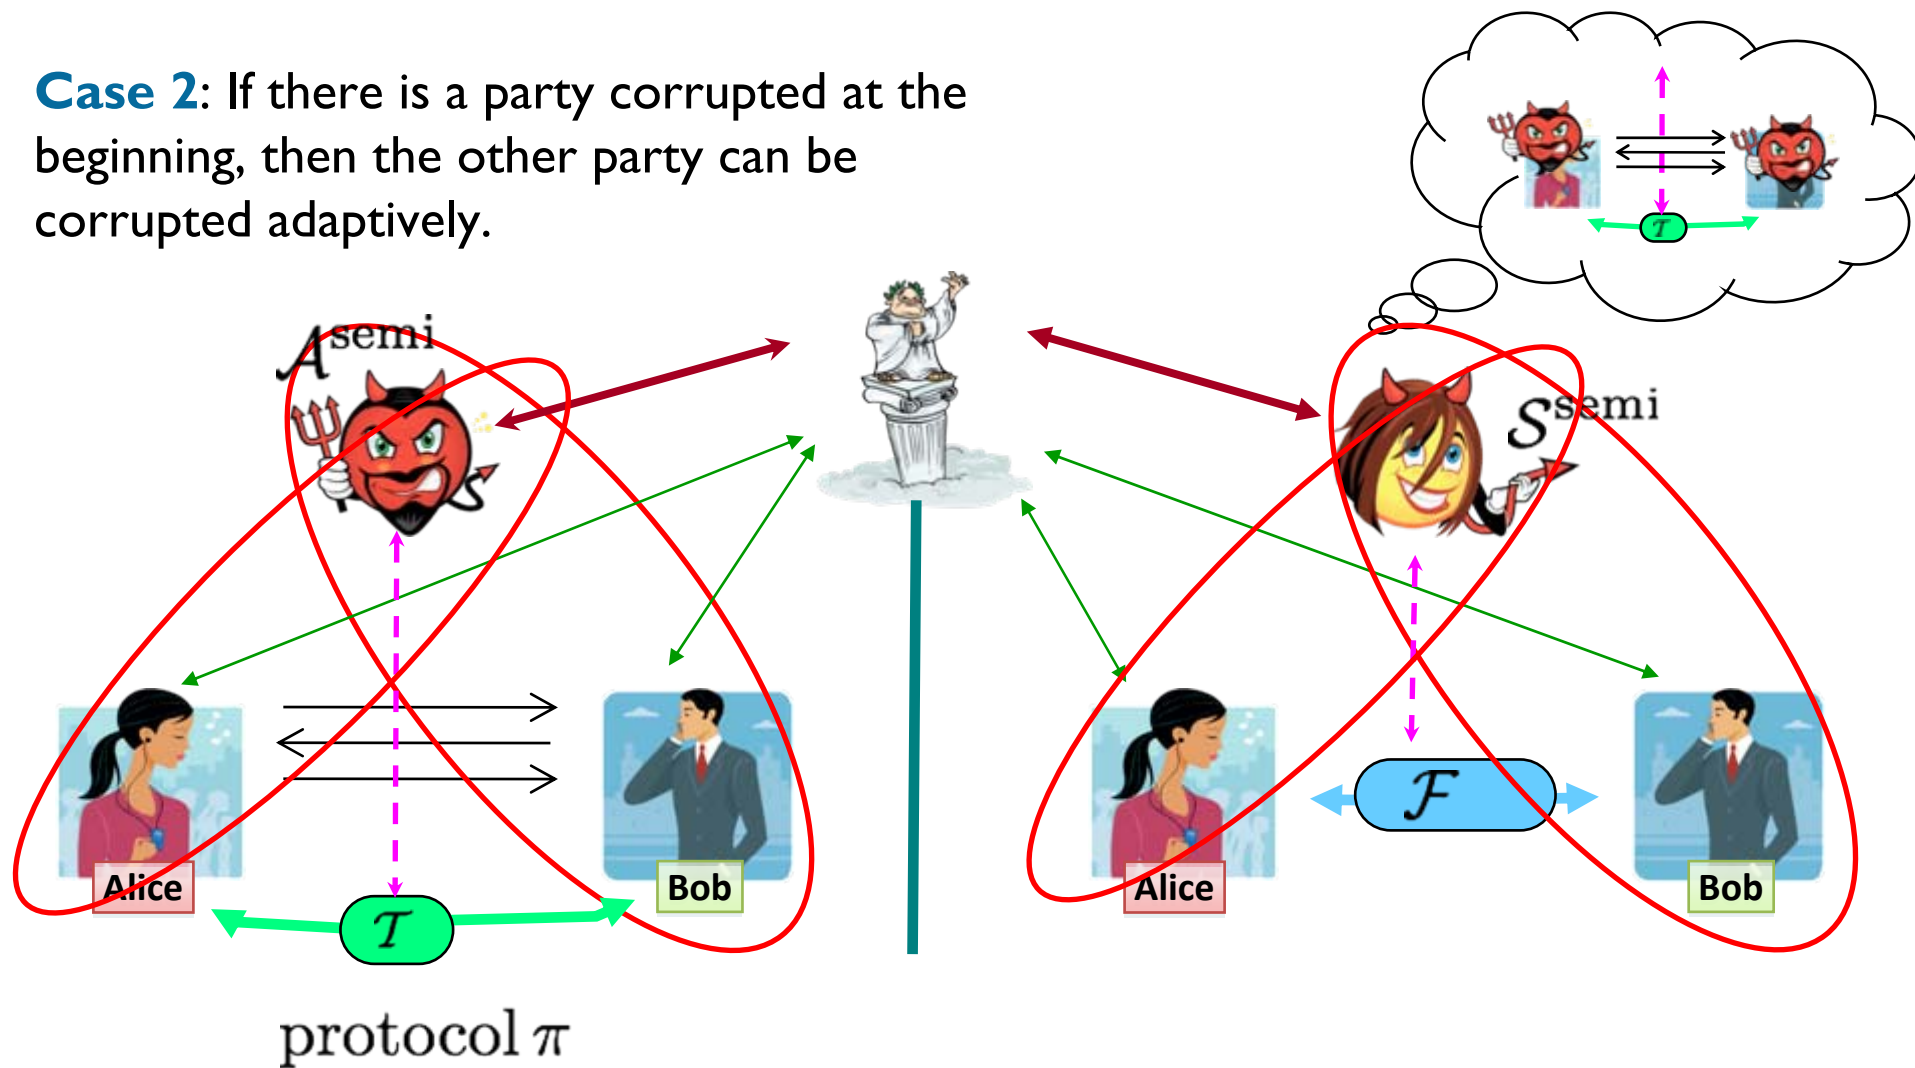 Case 2: If there is a party corrupted at the
beginning, then the other party can be
corrupted adaptively.
𝒯
𝒜^semi
𝒮^semi
ℱ
Alice
Bob
Alice
Bob
𝒯
protocol π